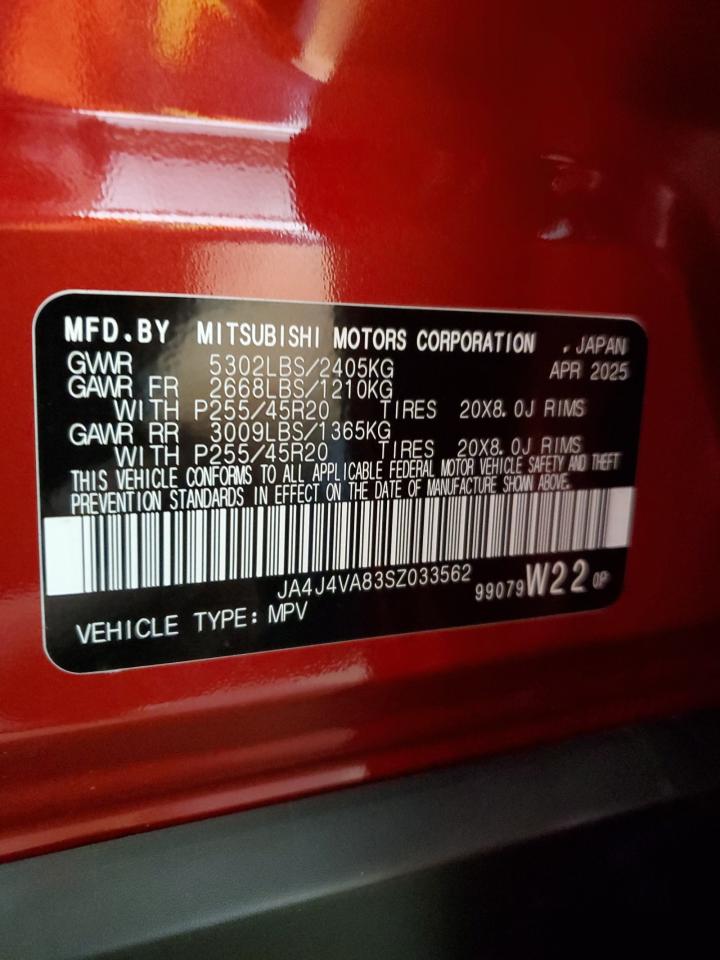 MFD.BY MITSUBISHI MOTORS CORPORATION , JAPAN
GVWR 5302LBS/2405KG APR 2025
GAWR FR 2668LBS/1210KG
WITH P255/45R20 TIRES 20X8.0J RIMS
GAWR RR 3009LBS/1365KG
WITH P255/45R20 TIRES 20X8.0J RIMS
THIS VEHICLE CONFORMS TO ALL APPLICABLE FEDERAL MOTOR VEHICLE SAFETY AND THEFT
PREVENTION STANDARDS IN EFFECT ON THE DATE OF MANUFACTURE SHOWN ABOVE.
JA4J4VA83SZ033562 99079W22 0P
VEHICLE TYPE: MPV